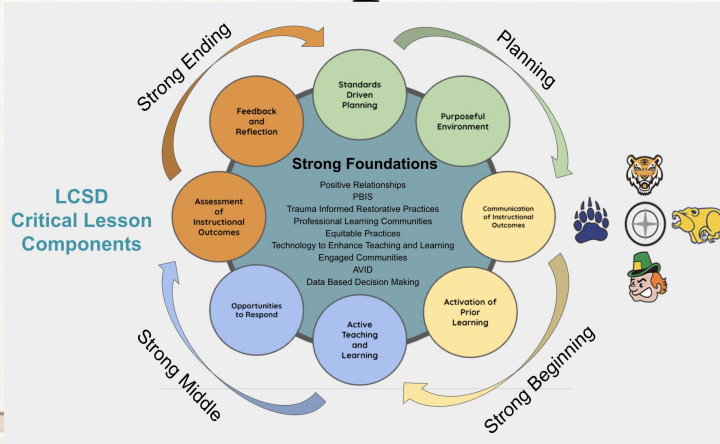 LCSD
Critical Lesson
Components
Strong Ending
Planning
Strong Beginning
Strong Middle
Standards
Driven
Planning
Purposeful
Environment
Communication
of Instructional
Outcomes
Activation of
Prior
Learning
Active
Teaching
and
Learning
Opportunities
to Respond
Assessment
of
Instructional
Outcomes
Feedback
and
Reflection
Strong Foundations
Positive Relationships
PBIS
Trauma Informed Restorative Practices
Professional Learning Communities
Equitable Practices
Technology to Enhance Teaching and Learning
Engaged Communities
AVID
Data Based Decision Making